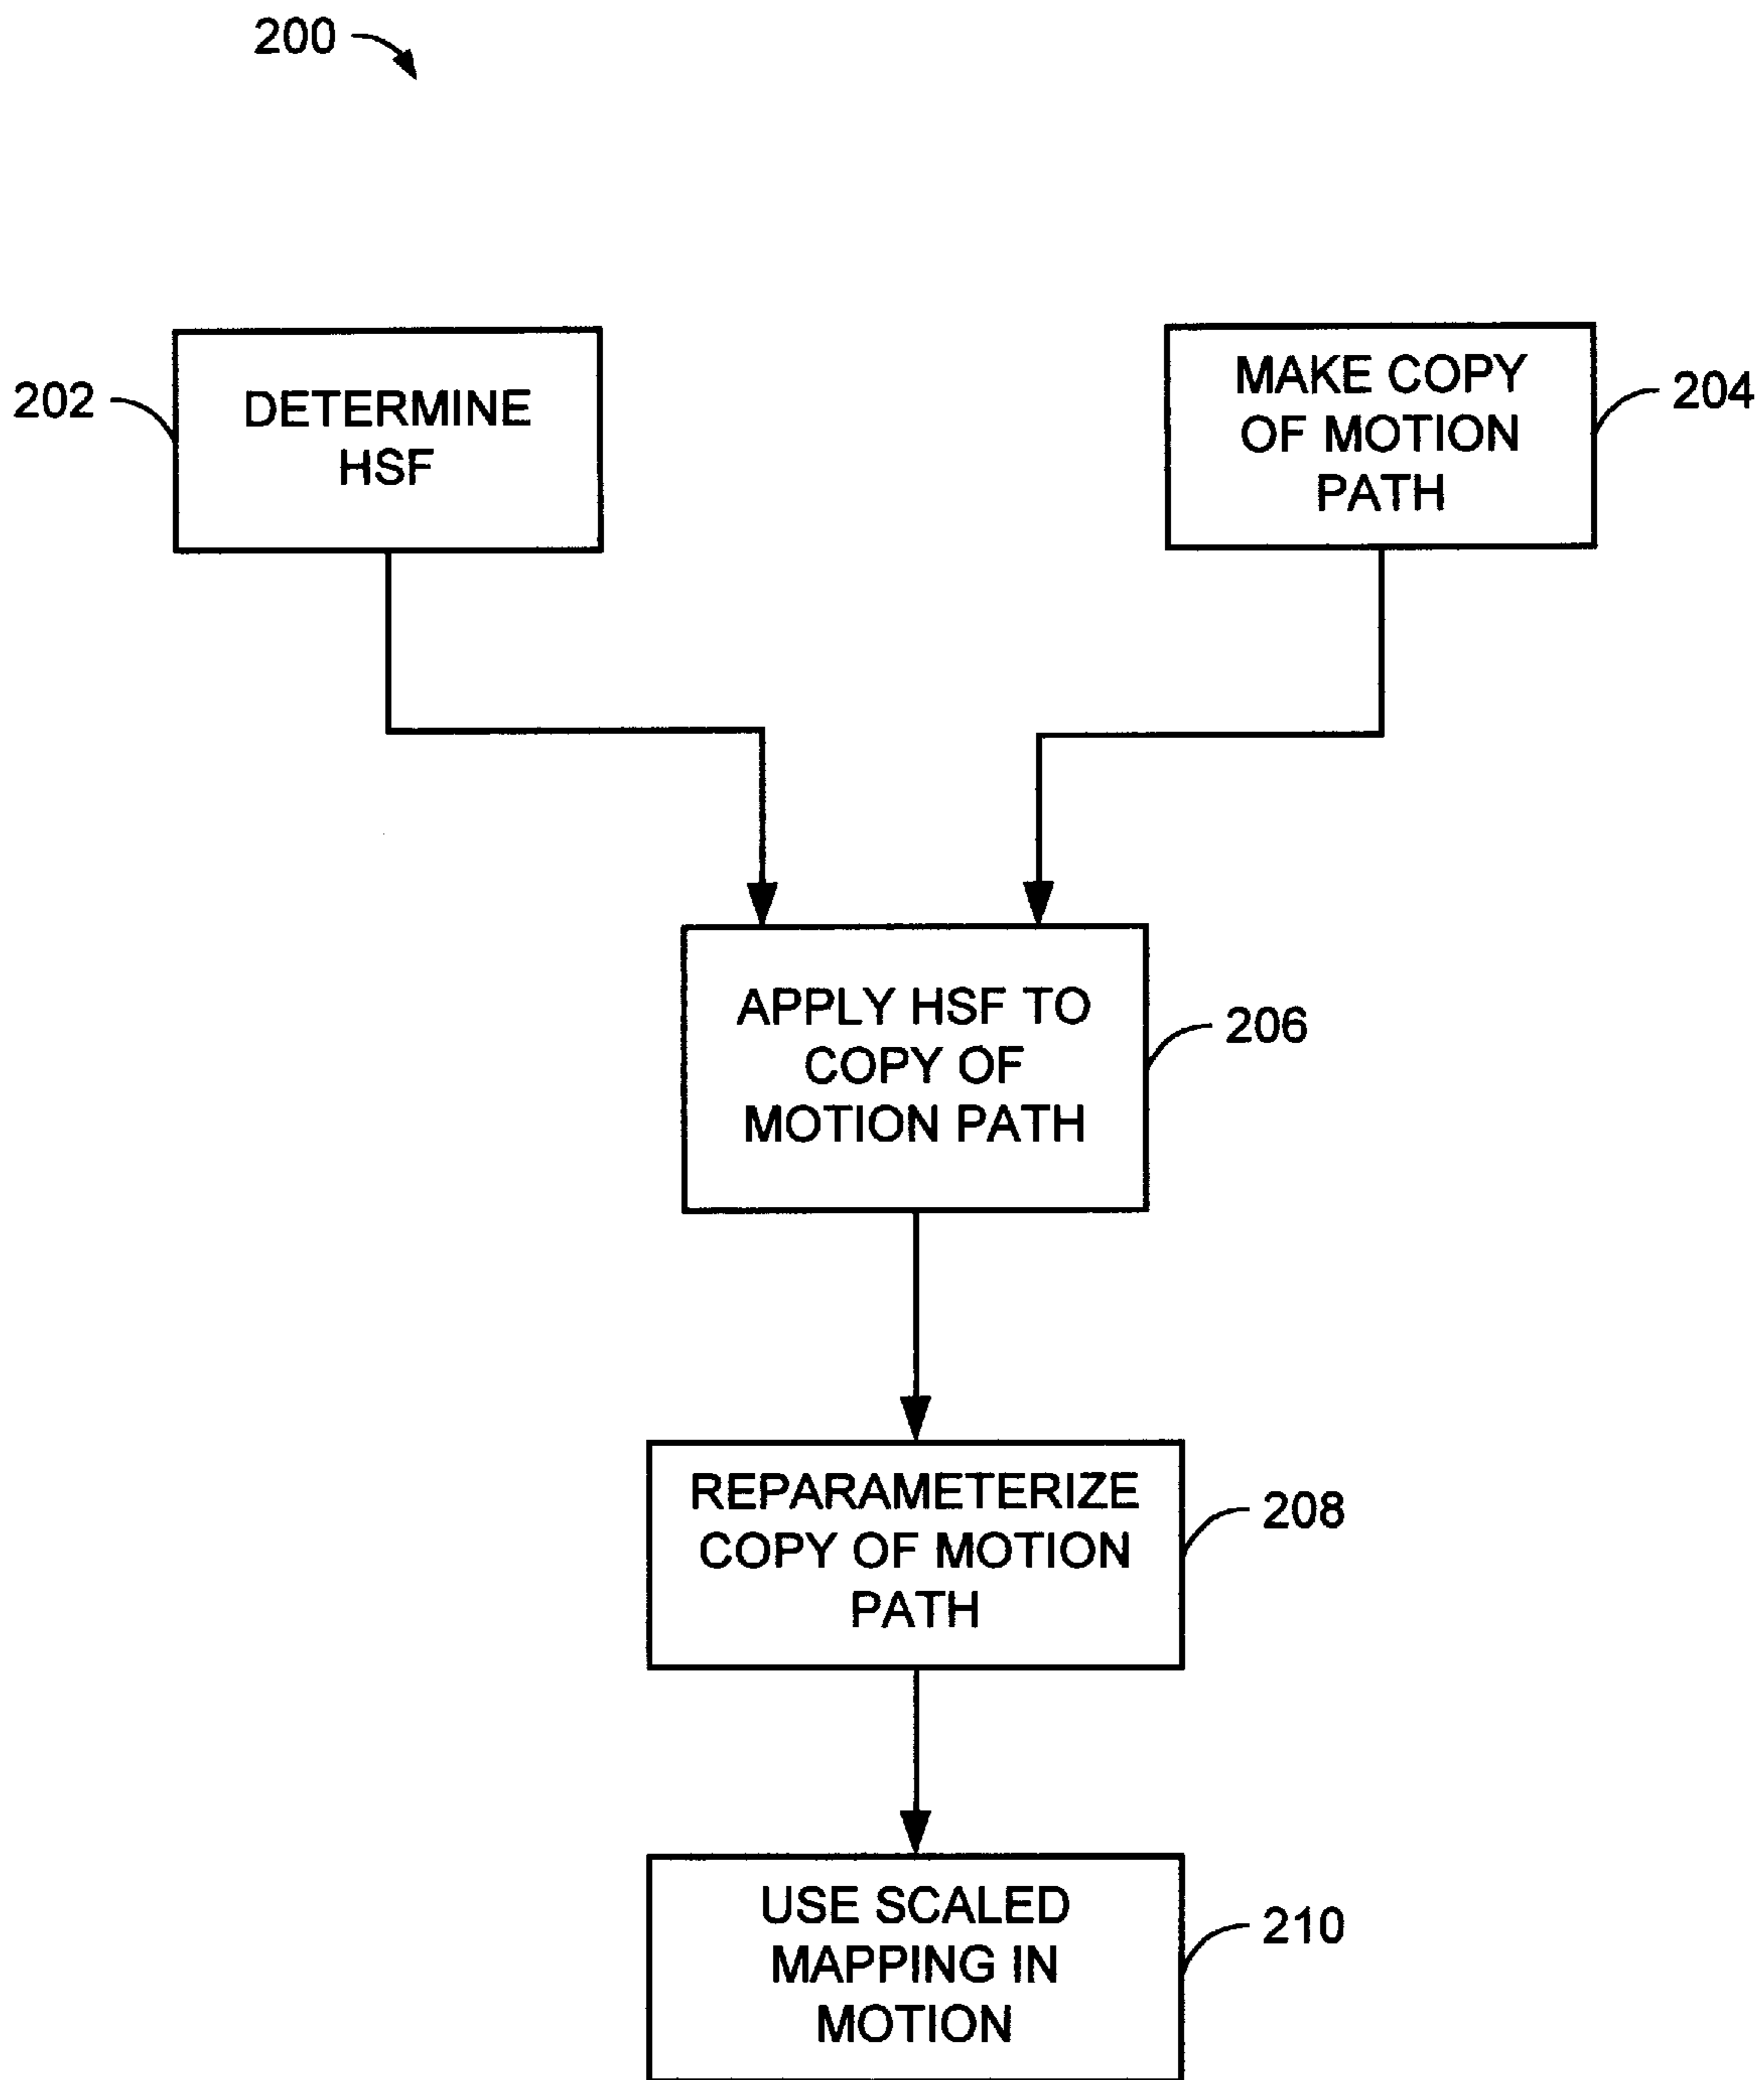 200
202
DETERMINE
HSF
MAKE COPY
OF MOTION
PATH
204
APPLY HSF TO
COPY OF
MOTION PATH
206
REPARAMETERIZE
COPY OF MOTION
PATH
208
USE SCALED
MAPPING IN
MOTION
210